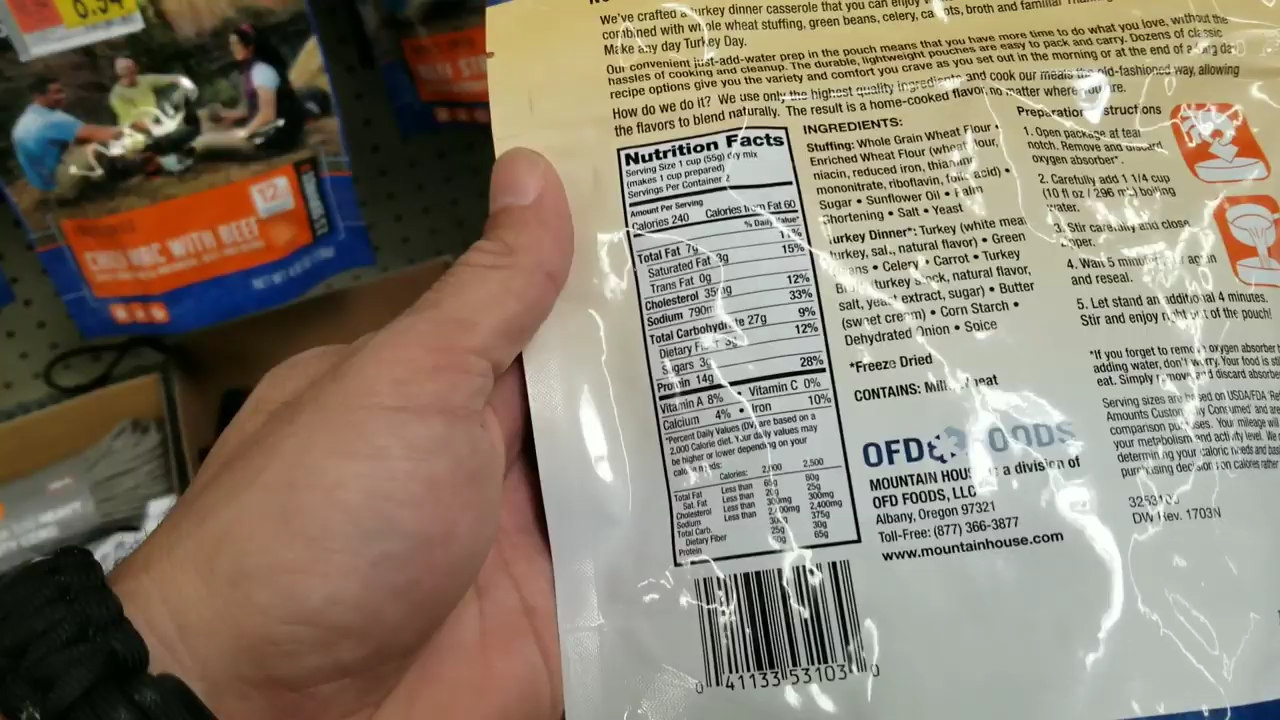 We've crafted a turkey dinner casserole that you can enjoy
combined with whole wheat stuffing, green beans, celery, carrots, broth and familiar
Make any day Turkey Day.
Our convenient just-add-water prep in the pouch means that you have more time to do what you love, without the
hassles of cooking and cleanup. The durable, lightweight pouches are easy to pack and carry. Dozens of classic
recipe options give you the variety and comfort you crave as you set out in the morning or at the end of a long day.
How do we do it? We use only the highest quality ingredients and cook our meals the old-fashioned way, allowing
the flavors to blend naturally. The result is a home-cooked flavor, no matter where you are.
Nutrition Facts
Serving Size 1 cup (55g) dry mix
(makes 1 cup prepared)
Servings Per Container 2
Amount Per Serving
Calories 240 Calories from Fat 60
% Daily Value*
Total Fat 7g 11%
Saturated Fat 3g 15%
Trans Fat 0g
Cholesterol 35mg 12%
Sodium 790mg 33%
Total Carbohydrate 27g 9%
Dietary Fiber 3g 12%
Sugars 3g
Protein 14g 28%
Vitamin A 8% • Vitamin C 0%
Calcium 4% • Iron 10%
*Percent Daily Values (DV) are based on a
2,000 Calorie diet. Your daily values may
be higher or lower depending on your
calorie needs:
Calories: 2,000 2,500
Total Fat Less than 65g 80g
Sat. Fat Less than 20g 25g
Cholesterol Less than 300mg 300mg
Sodium Less than 2,400mg 2,400mg
Total Carb. 300g 375g
Dietary Fiber 25g 30g
Protein 50g 65g
0 41133 53103 0
INGREDIENTS:
Stuffing: Whole Grain Wheat Flour •
Enriched Wheat Flour (wheat flour,
niacin, reduced iron, thiamine
mononitrate, riboflavin, folic acid) •
Sugar • Sunflower Oil • Palm
Shortening • Salt • Yeast
Turkey Dinner*: Turkey (white meat
turkey, salt, natural flavor) • Green
Beans • Celery • Carrot • Turkey
Broth (turkey stock, natural flavor,
salt, yeast extract, sugar) • Butter
(sweet cream) • Corn Starch •
Dehydrated Onion • Spice
*Freeze Dried
CONTAINS: Milk, Wheat
OFD FOODS
MOUNTAIN HOUSE is a division of
OFD FOODS, LLC
Albany, Oregon 97321
Toll-Free: (877) 366-3877
www.mountainhouse.com
Preparation Instructions
1. Open package at tear
notch. Remove and discard
oxygen absorber*.
2. Carefully add 1 1/4 cup
(10 fl oz / 296 mL) boiling
water.
3. Stir carefully and close
zipper.
4. Wait 5 minutes, stir again
and reseal.
5. Let stand an additional 4 minutes.
Stir and enjoy right out of the pouch!
*If you forget to remove oxygen absorber
adding water, don't worry. Your food is
eat. Simply remove and discard
Serving sizes are based on USDA/FDA
Amounts Customarily Consumed and are
comparison purposes. Your mileage
your metabolism and activity level. We
determining your caloric needs and
purchasing decision on calories rather
DW Rev. 1703N
6.94
CHILI MAC WITH BEEF